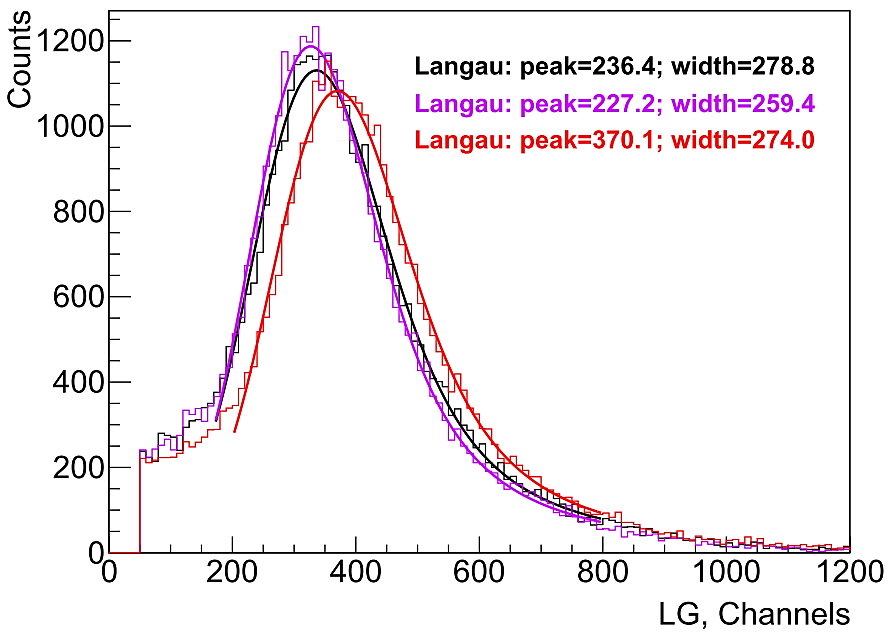 Counts
1200
1000
800
600
400
200
0
Langau: peak=236.4; width=278.8
Langau: peak=227.2; width=259.4
Langau: peak=370.1; width=274.0
0 200 400 600 800 1000 1200
LG, Channels